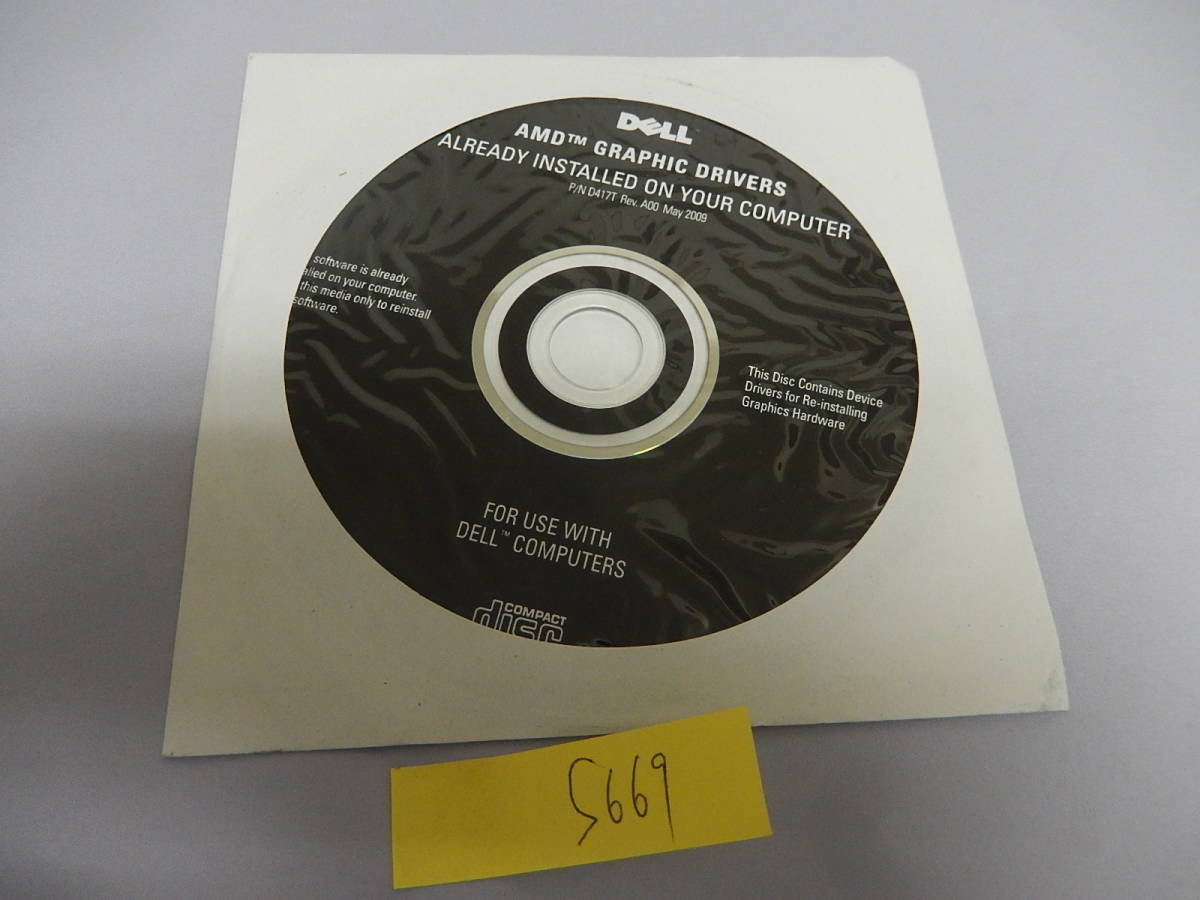 DELL
AMD™ GRAPHIC DRIVERS
ALREADY INSTALLED ON YOUR COMPUTER
P/N D417T Rev. A00 May 2009
software is already
alled on your computer.
this media only to reinstall
software.
This Disc Contains Device
Drivers for Re-installing
Graphics Hardware
FOR USE WITH
DELL™ COMPUTERS
COMPACT
disc
S669